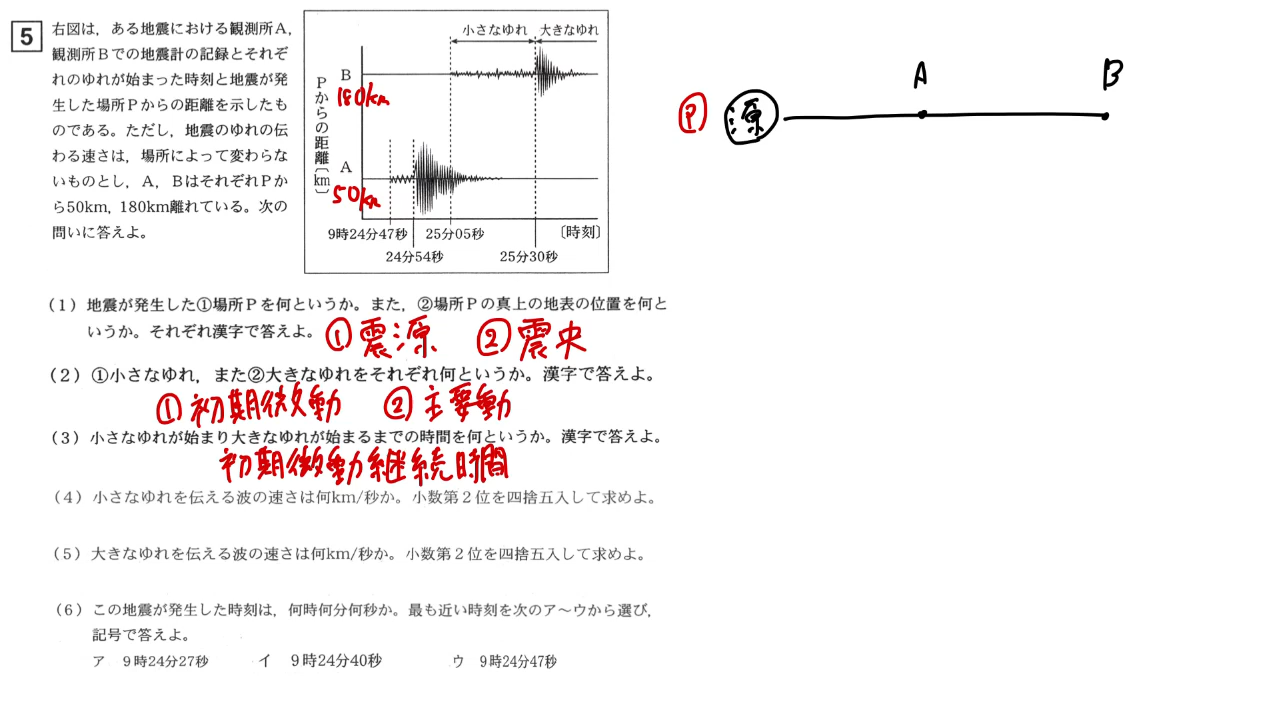 5
右図は，ある地震における観測所A，
観測所Bでの地震計の記録とそれぞ
れのゆれが始まった時刻と地震が発
生した場所Pからの距離を示したも
のである。ただし，地震のゆれの伝
わる速さは，場所によって変わらな
いものとし，A，BはそれぞれPか
ら50km，180km離れている。次の
問いに答えよ。
小さなゆれ 大きなゆれ
Pからの距離〔km〕
B
180km
A
50km
9時24分47秒 25分05秒 〔時刻〕
24分54秒 25分30秒
P 源 A B
(1) 地震が発生した①場所Pを何というか。また，②場所Pの真上の地表の位置を何と
いうか。それぞれ漢字で答えよ。
①震源 ②震央
(2) ①小さなゆれ，また②大きなゆれをそれぞれ何というか。漢字で答えよ。
①初期微動 ②主要動
(3) 小さなゆれが始まり大きなゆれが始まるまでの時間を何というか。漢字で答えよ。
初期微動継続時間
(4) 小さなゆれを伝える波の速さは何km/秒か。小数第2位を四捨五入して求めよ。
(5) 大きなゆれを伝える波の速さは何km/秒か。小数第2位を四捨五入して求めよ。
(6) この地震が発生した時刻は，何時何分何秒か。最も近い時刻を次のア～ウから選び，
記号で答えよ。
ア 9時24分27秒 イ 9時24分40秒 ウ 9時24分47秒